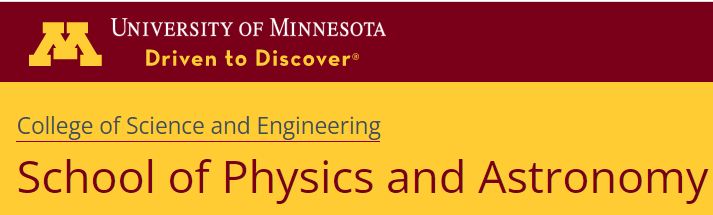 M
UNIVERSITY OF MINNESOTA
Driven to Discover®
College of Science and Engineering
School of Physics and Astronomy